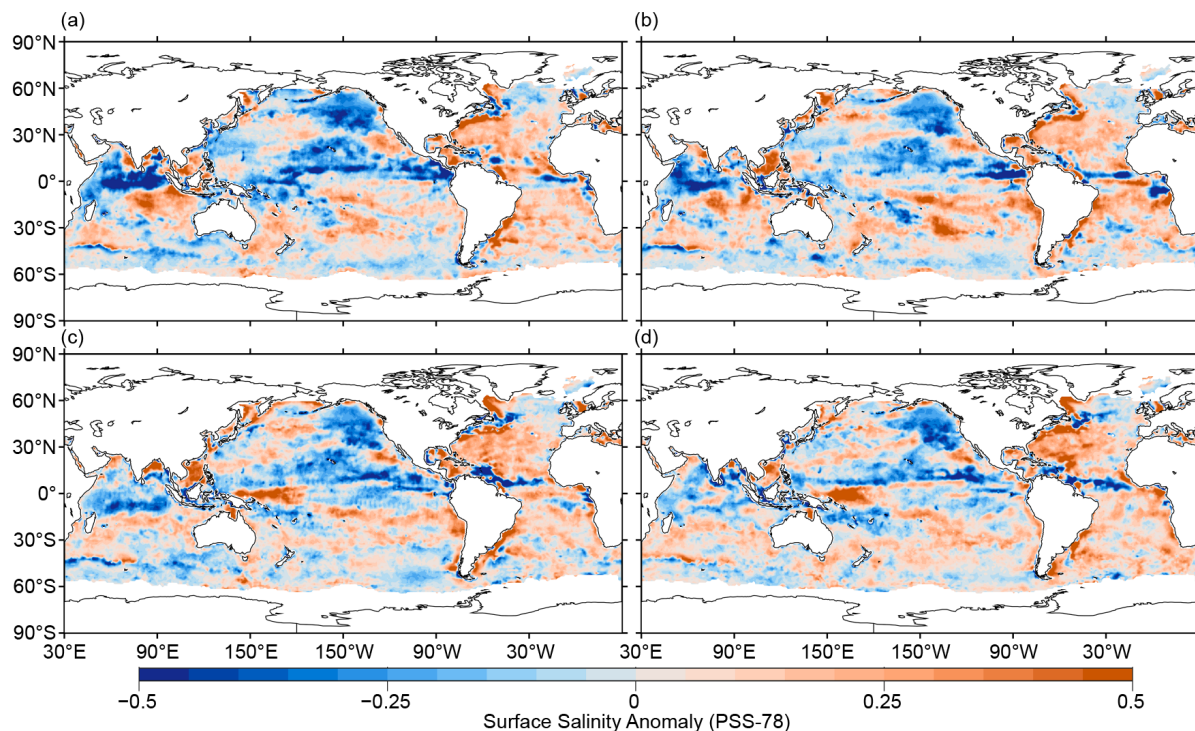 (a) (b)
90°N
60°N
30°N
0°
30°S
60°S
90°S
(c) (d)
90°N
60°N
30°N
0°
30°S
60°S
90°S
30°E 90°E 150°E 150°W 90°W 30°W 30°E 90°E 150°E 150°W 90°W 30°W
−0.5 −0.25 0 0.25 0.5
Surface Salinity Anomaly (PSS-78)